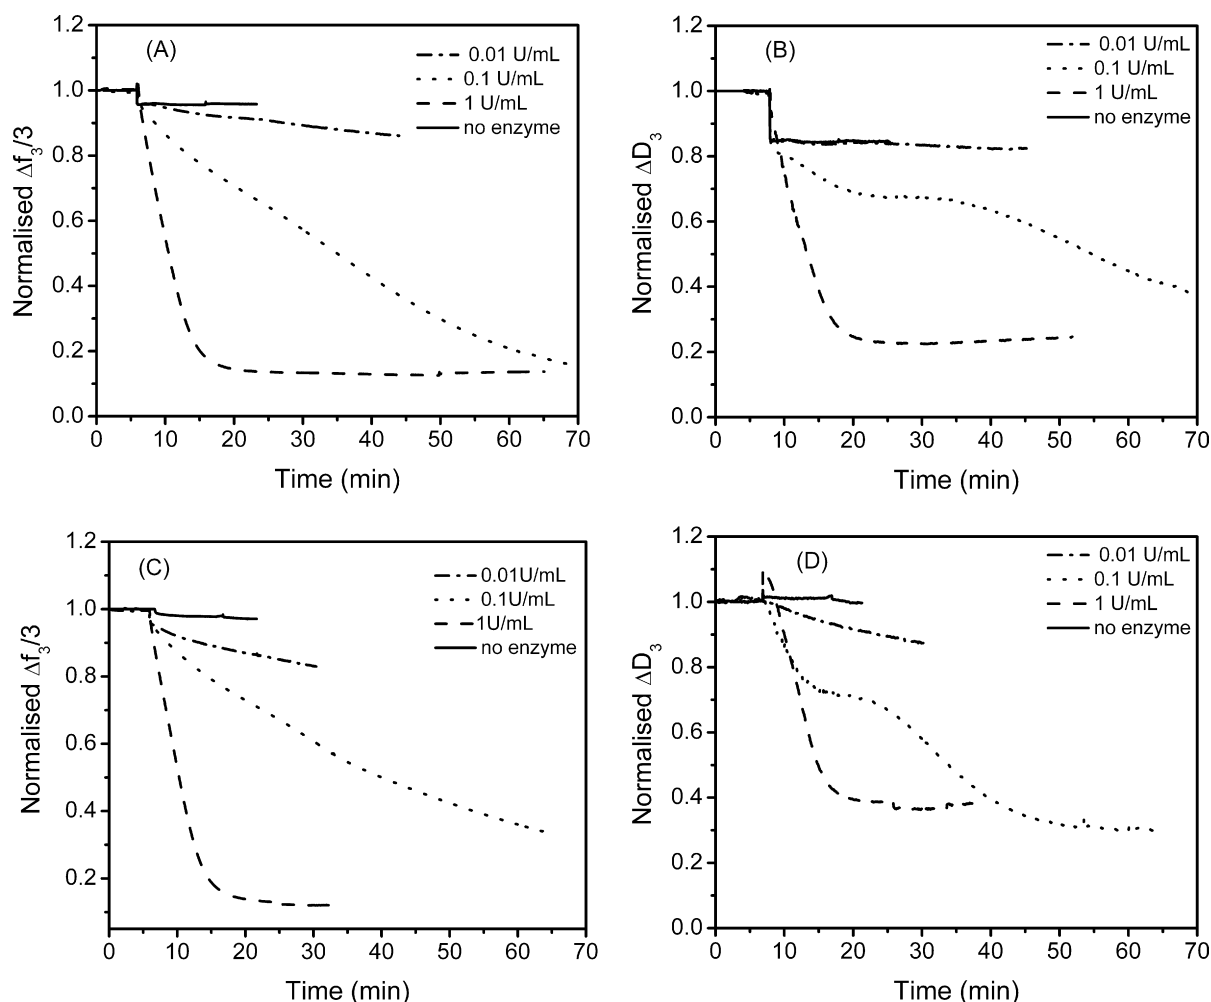 (A)
0.01 U/mL
0.1 U/mL
1 U/mL
no enzyme
Normalised Δf₃/3
1.2
1.0
0.8
0.6
0.4
0.2
0.0
0 10 20 30 40 50 60 70
Time (min)
(B)
0.01 U/mL
0.1 U/mL
1 U/mL
no enzyme
Normalised ΔD₃
1.2
1.0
0.8
0.6
0.4
0.2
0.0
0 10 20 30 40 50 60 70
Time (min)
(C)
0.01U/mL
0.1U/mL
1U/mL
no enzyme
Normalised Δf₃/3
1.2
1.0
0.8
0.6
0.4
0.2
0 10 20 30 40 50 60 70
Time (min)
(D)
0.01 U/mL
0.1 U/mL
1 U/mL
no enzyme
Normalised ΔD₃
1.2
1.0
0.8
0.6
0.4
0.2
0.0
0 10 20 30 40 50 60 70
Time (min)